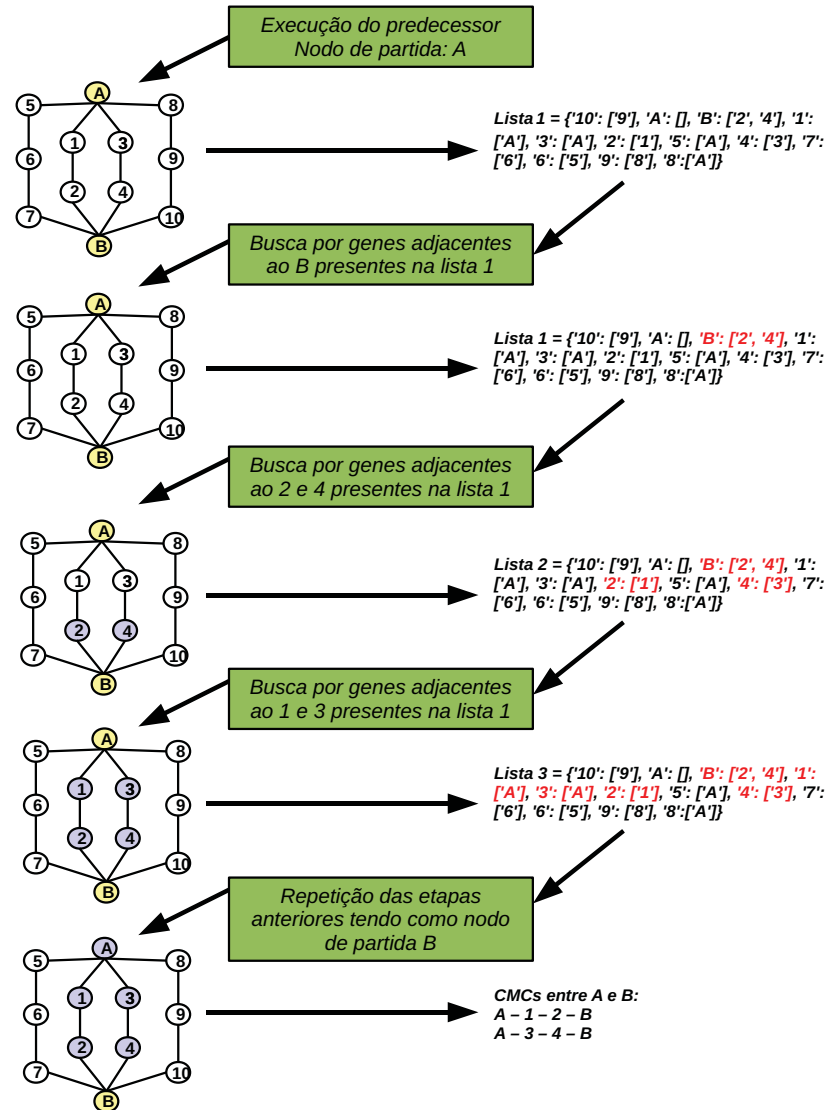 Execução do predecessor
Nodo de partida: A
A
5
8
1
3
6
9
2
4
7
10
B
Lista 1 = {'10': ['9'], 'A': [], 'B': ['2', '4'], '1':
['A'], '3': ['A'], '2': ['1'], '5': ['A'], '4': ['3'], '7':
['6'], '6': ['5'], '9': ['8'], '8':['A']}
Busca por genes adjacentes
ao B presentes na lista 1
A
5
8
1
3
6
9
2
4
7
10
B
Lista 1 = {'10': ['9'], 'A': [], 'B': ['2', '4'], '1':
['A'], '3': ['A'], '2': ['1'], '5': ['A'], '4': ['3'], '7':
['6'], '6': ['5'], '9': ['8'], '8':['A']}
Busca por genes adjacentes
ao 2 e 4 presentes na lista 1
A
5
8
1
3
6
9
2
4
7
10
B
Lista 2 = {'10': ['9'], 'A': [], 'B': ['2', '4'], '1':
['A'], '3': ['A'], '2': ['1'], '5': ['A'], '4': ['3'], '7':
['6'], '6': ['5'], '9': ['8'], '8':['A']}
Busca por genes adjacentes
ao 1 e 3 presentes na lista 1
A
5
8
1
3
6
9
2
4
7
10
B
Lista 3 = {'10': ['9'], 'A': [], 'B': ['2', '4'], '1':
['A'], '3': ['A'], '2': ['1'], '5': ['A'], '4': ['3'], '7':
['6'], '6': ['5'], '9': ['8'], '8':['A']}
Repetição das etapas
anteriores tendo como nodo
de partida B
A
5
8
1
3
6
9
2
4
7
10
B
CMCs entre A e B:
A – 1 – 2 – B
A – 3 – 4 – B